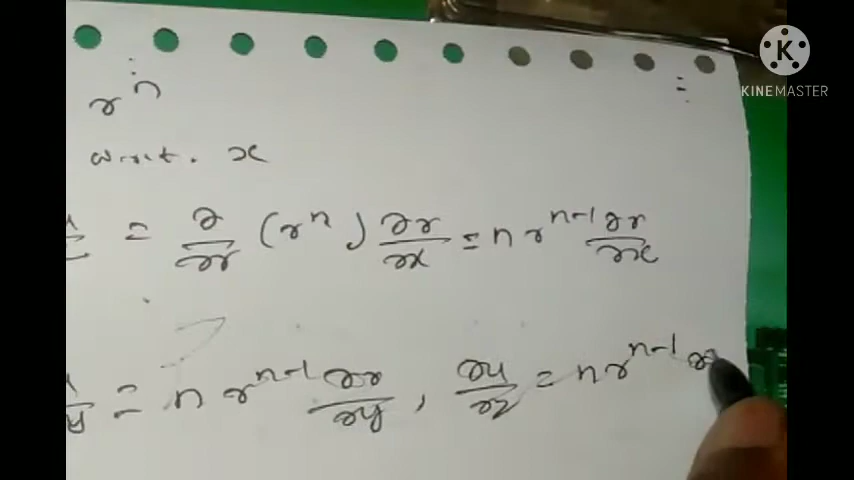 r^n
w.r.t. x
= ∂/∂r (r^n) ∂r/∂x = n r^{n-1} ∂r/∂x
= n r^{n-1} ∂r/∂y , ∂u/∂z = n r^{n-1} ∂
K
KINEMASTER